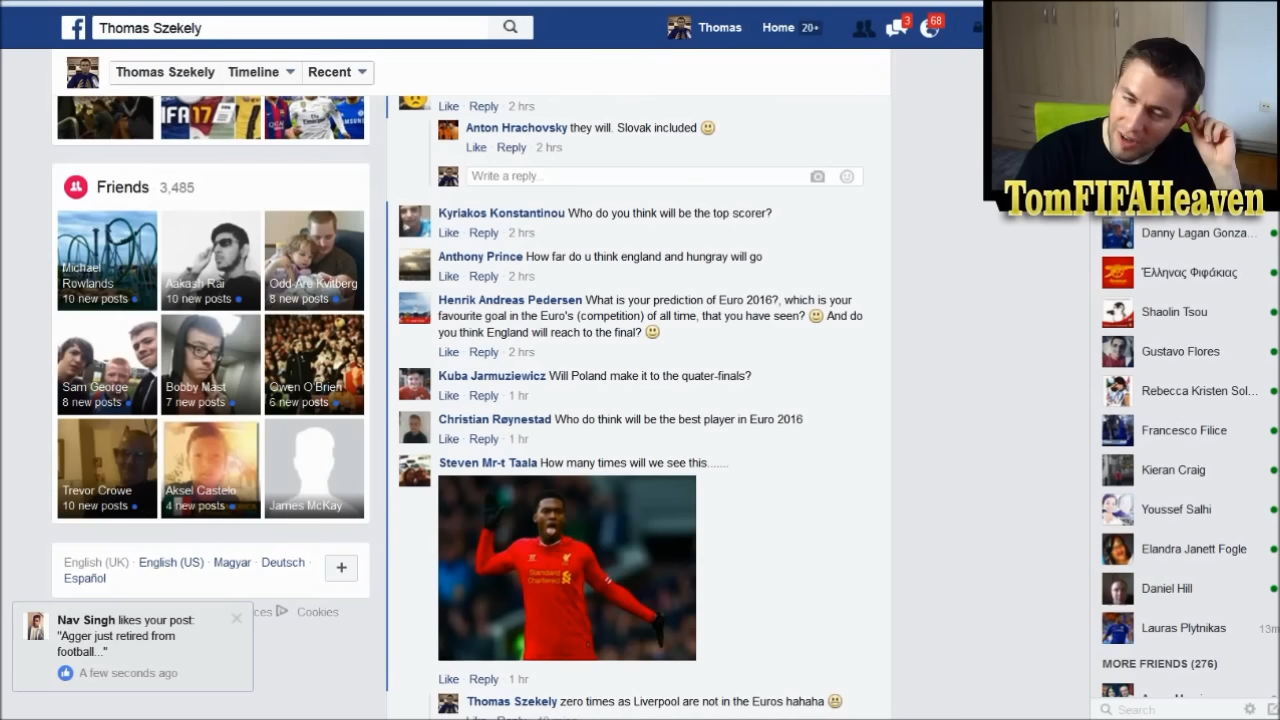 Thomas Szekely
Thomas
Home 20+
3
68
Thomas Szekely Timeline Recent
IFA 17
Like · Reply · 2 hrs
Anton Hrachovsky they will. Slovak included
Like · Reply · 2 hrs
Write a reply...
Friends 3,485
Michael
Rowlands
10 new posts
Aakash Rai
10 new posts
Odd Are Kvitberg
8 new posts
Sam George
8 new posts
Bobby Mast
7 new posts
Owen O'Brien
6 new posts
Trevor Crowe
10 new posts
Aksel Castelo
4 new posts
James McKay
English (UK) · English (US) · Magyar · Deutsch ·
Español
ces
Cookies
Nav Singh likes your post:
"Agger just retired from
football..."
A few seconds ago
Kyriakos Konstantinou Who do you think will be the top scorer?
Like · Reply · 2 hrs
Anthony Prince How far do u think england and hungray will go
Like · Reply · 2 hrs
Henrik Andreas Pedersen What is your prediction of Euro 2016?, which is your
favourite goal in the Euro's (competition) of all time, that you have seen? And do
you think England will reach to the final?
Like · Reply · 2 hrs
Kuba Jarmuziewicz Will Poland make it to the quater-finals?
Like · Reply · 1 hr
Christian Røynestad Who do think will be the best player in Euro 2016
Like · Reply · 1 hr
Steven Mr-t Taala How many times will we see this.......
Standard
Chartered
Like · Reply · 1 hr
Thomas Szekely zero times as Liverpool are not in the Euros hahaha
TomFIFAHeaven
Danny Lagan Gonza...
Έλληνας Φιφάκιας
Shaolin Tsou
Gustavo Flores
Rebecca Kristen Sol...
Francesco Filice
Kieran Craig
Youssef Salhi
Elandra Janett Fogle
Daniel Hill
Lauras Plytnikas 13m
MORE FRIENDS (276)
Search